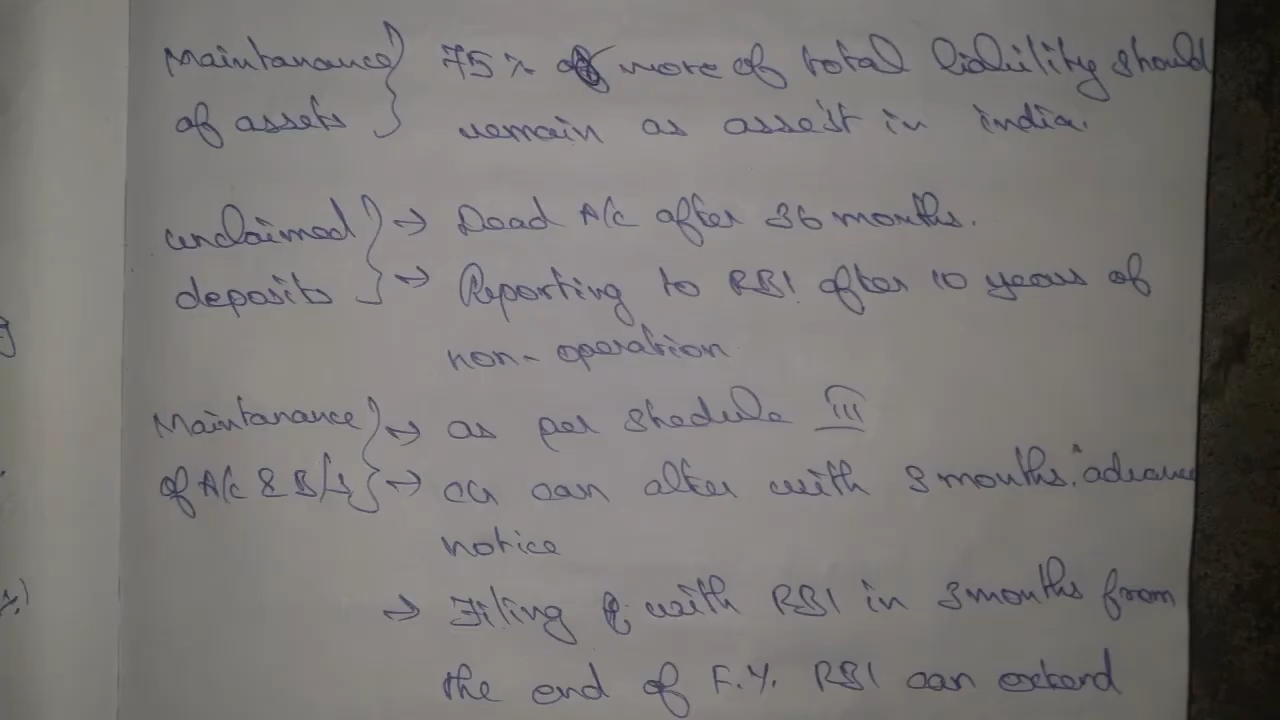 Maintanance } 75% or more of total liability should
of assets } remain as assest in india.
unclaimed } → Dead A/c after 36 months.
deposits } → Reporting to RBI after 10 years of
non-operation
Maintanance } → as per Shedule III
of A/c & B/s } → CG can alter with 3 months advance
notice
→ Filing with RBI in 3 months from
the end of F.Y. RBI can extend